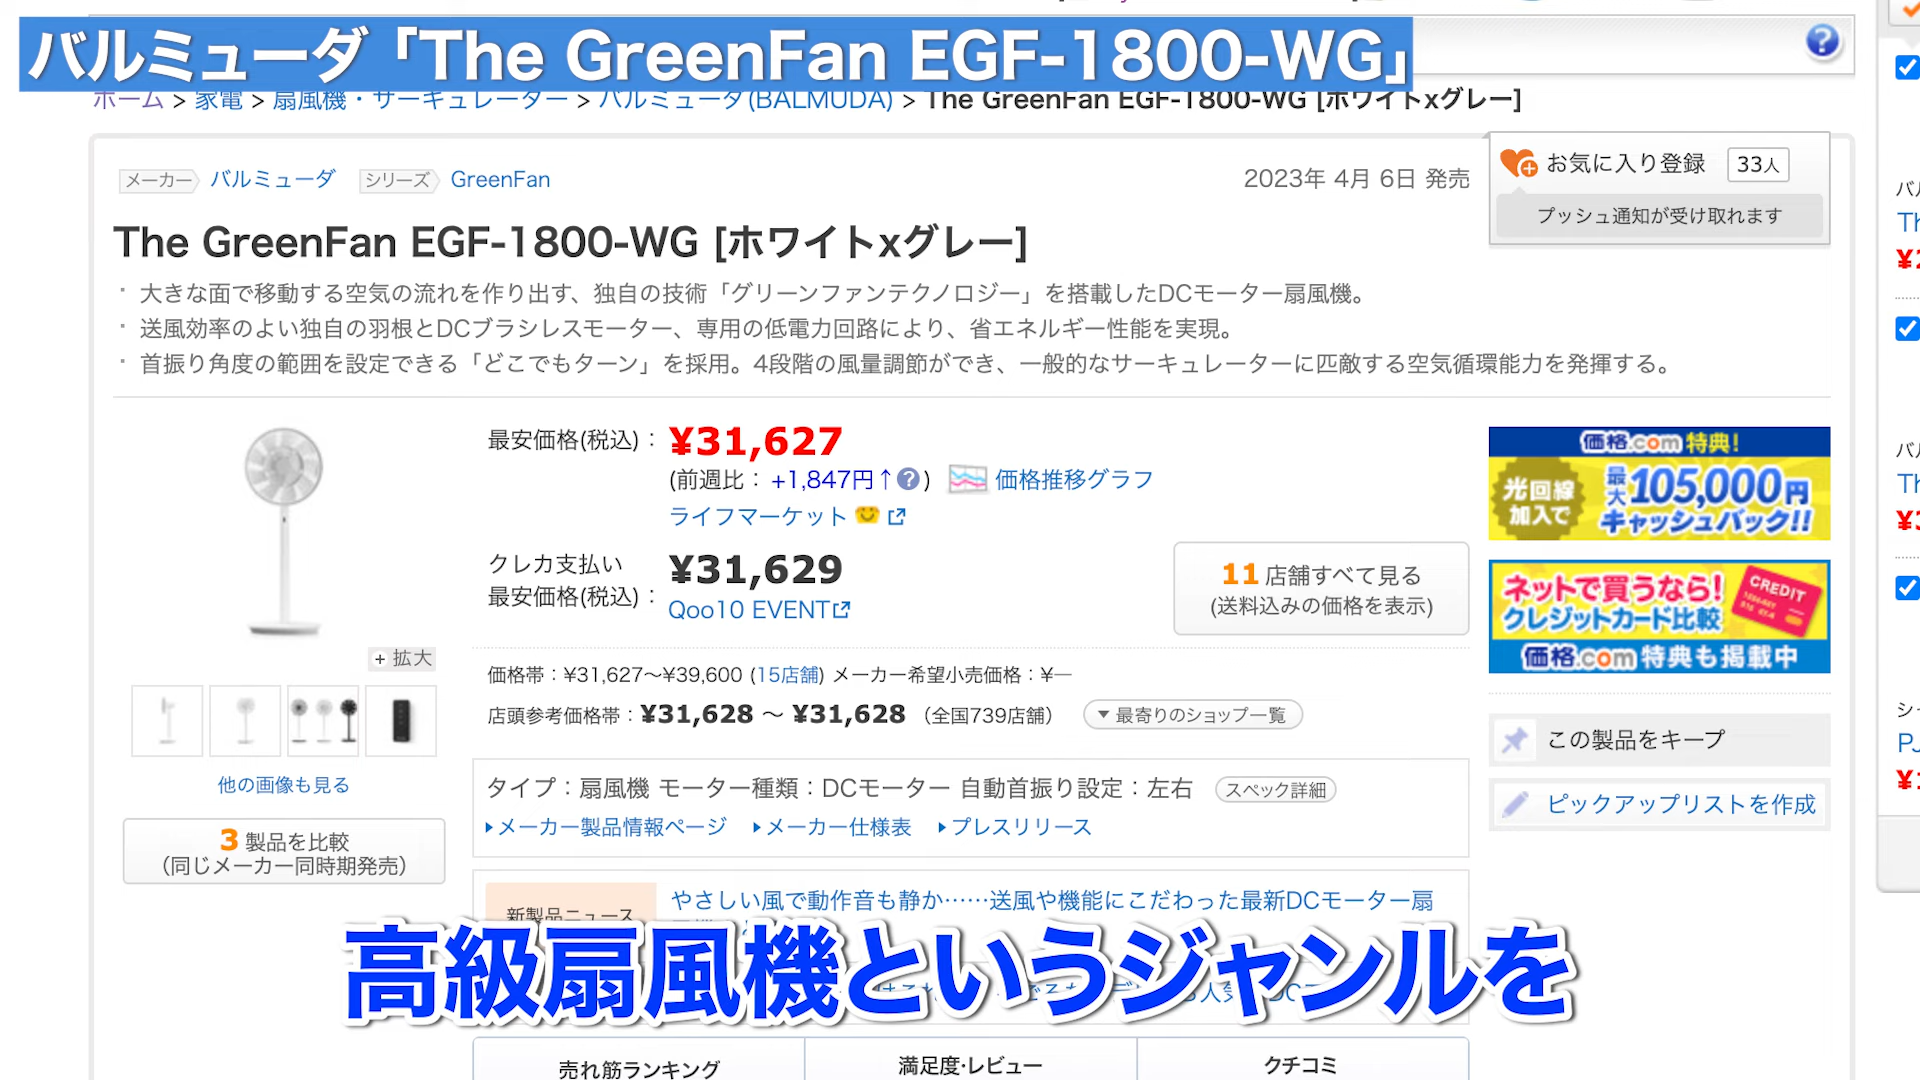 バルミューダ「The GreenFan EGF-1800-WG」
ホーム > 家電 > 扇風機・サーキュレーター > バルミューダ(BALMUDA) > The GreenFan EGF-1800-WG [ホワイトxグレー]
メーカー バルミューダ シリーズ GreenFan
2023年 4月 6日 発売
お気に入り登録 33人
プッシュ通知が受け取れます
The GreenFan EGF-1800-WG [ホワイトxグレー]
・大きな面で移動する空気の流れを作り出す、独自の技術「グリーンファンテクノロジー」を搭載したDCモーター扇風機。
・送風効率のよい独自の羽根とDCブラシレスモーター、専用の低電力回路により、省エネルギー性能を実現。
・首振り角度の範囲を設定できる「どこでもターン」を採用。4段階の風量調節ができ、一般的なサーキュレーターに匹敵する空気循環能力を発揮する。
最安価格(税込)： ¥31,627
(前週比：+1,847円↑?) 価格推移グラフ
ライフマーケット
クレカ支払い
最安価格(税込)： ¥31,629
Qoo10 EVENT
11 店舗すべて見る
(送料込みの価格を表示)
価格帯：¥31,627〜¥39,600 (15店舗) メーカー希望小売価格：¥—
店頭参考価格帯：¥31,628 〜 ¥31,628 （全国739店舗） ▼最寄りのショップ一覧
+ 拡大
他の画像も見る
3 製品を比較
（同じメーカー同時期発売）
タイプ：扇風機 モーター種類：DCモーター 自動首振り設定：左右 スペック詳細
メーカー製品情報ページ メーカー仕様表 プレスリリース
新製品ニュース やさしい風で動作音も静か……送風や機能にこだわった最新DCモーター扇
価格.com 特典!
光回線加入で
最大105,000円
キャッシュバック!!
ネットで買うなら!
クレジットカード比較
CREDIT
価格.com 特典も掲載中
この製品をキープ
ピックアップリストを作成
高級扇風機というジャンルを
売れ筋ランキング 満足度・レビュー クチコミ